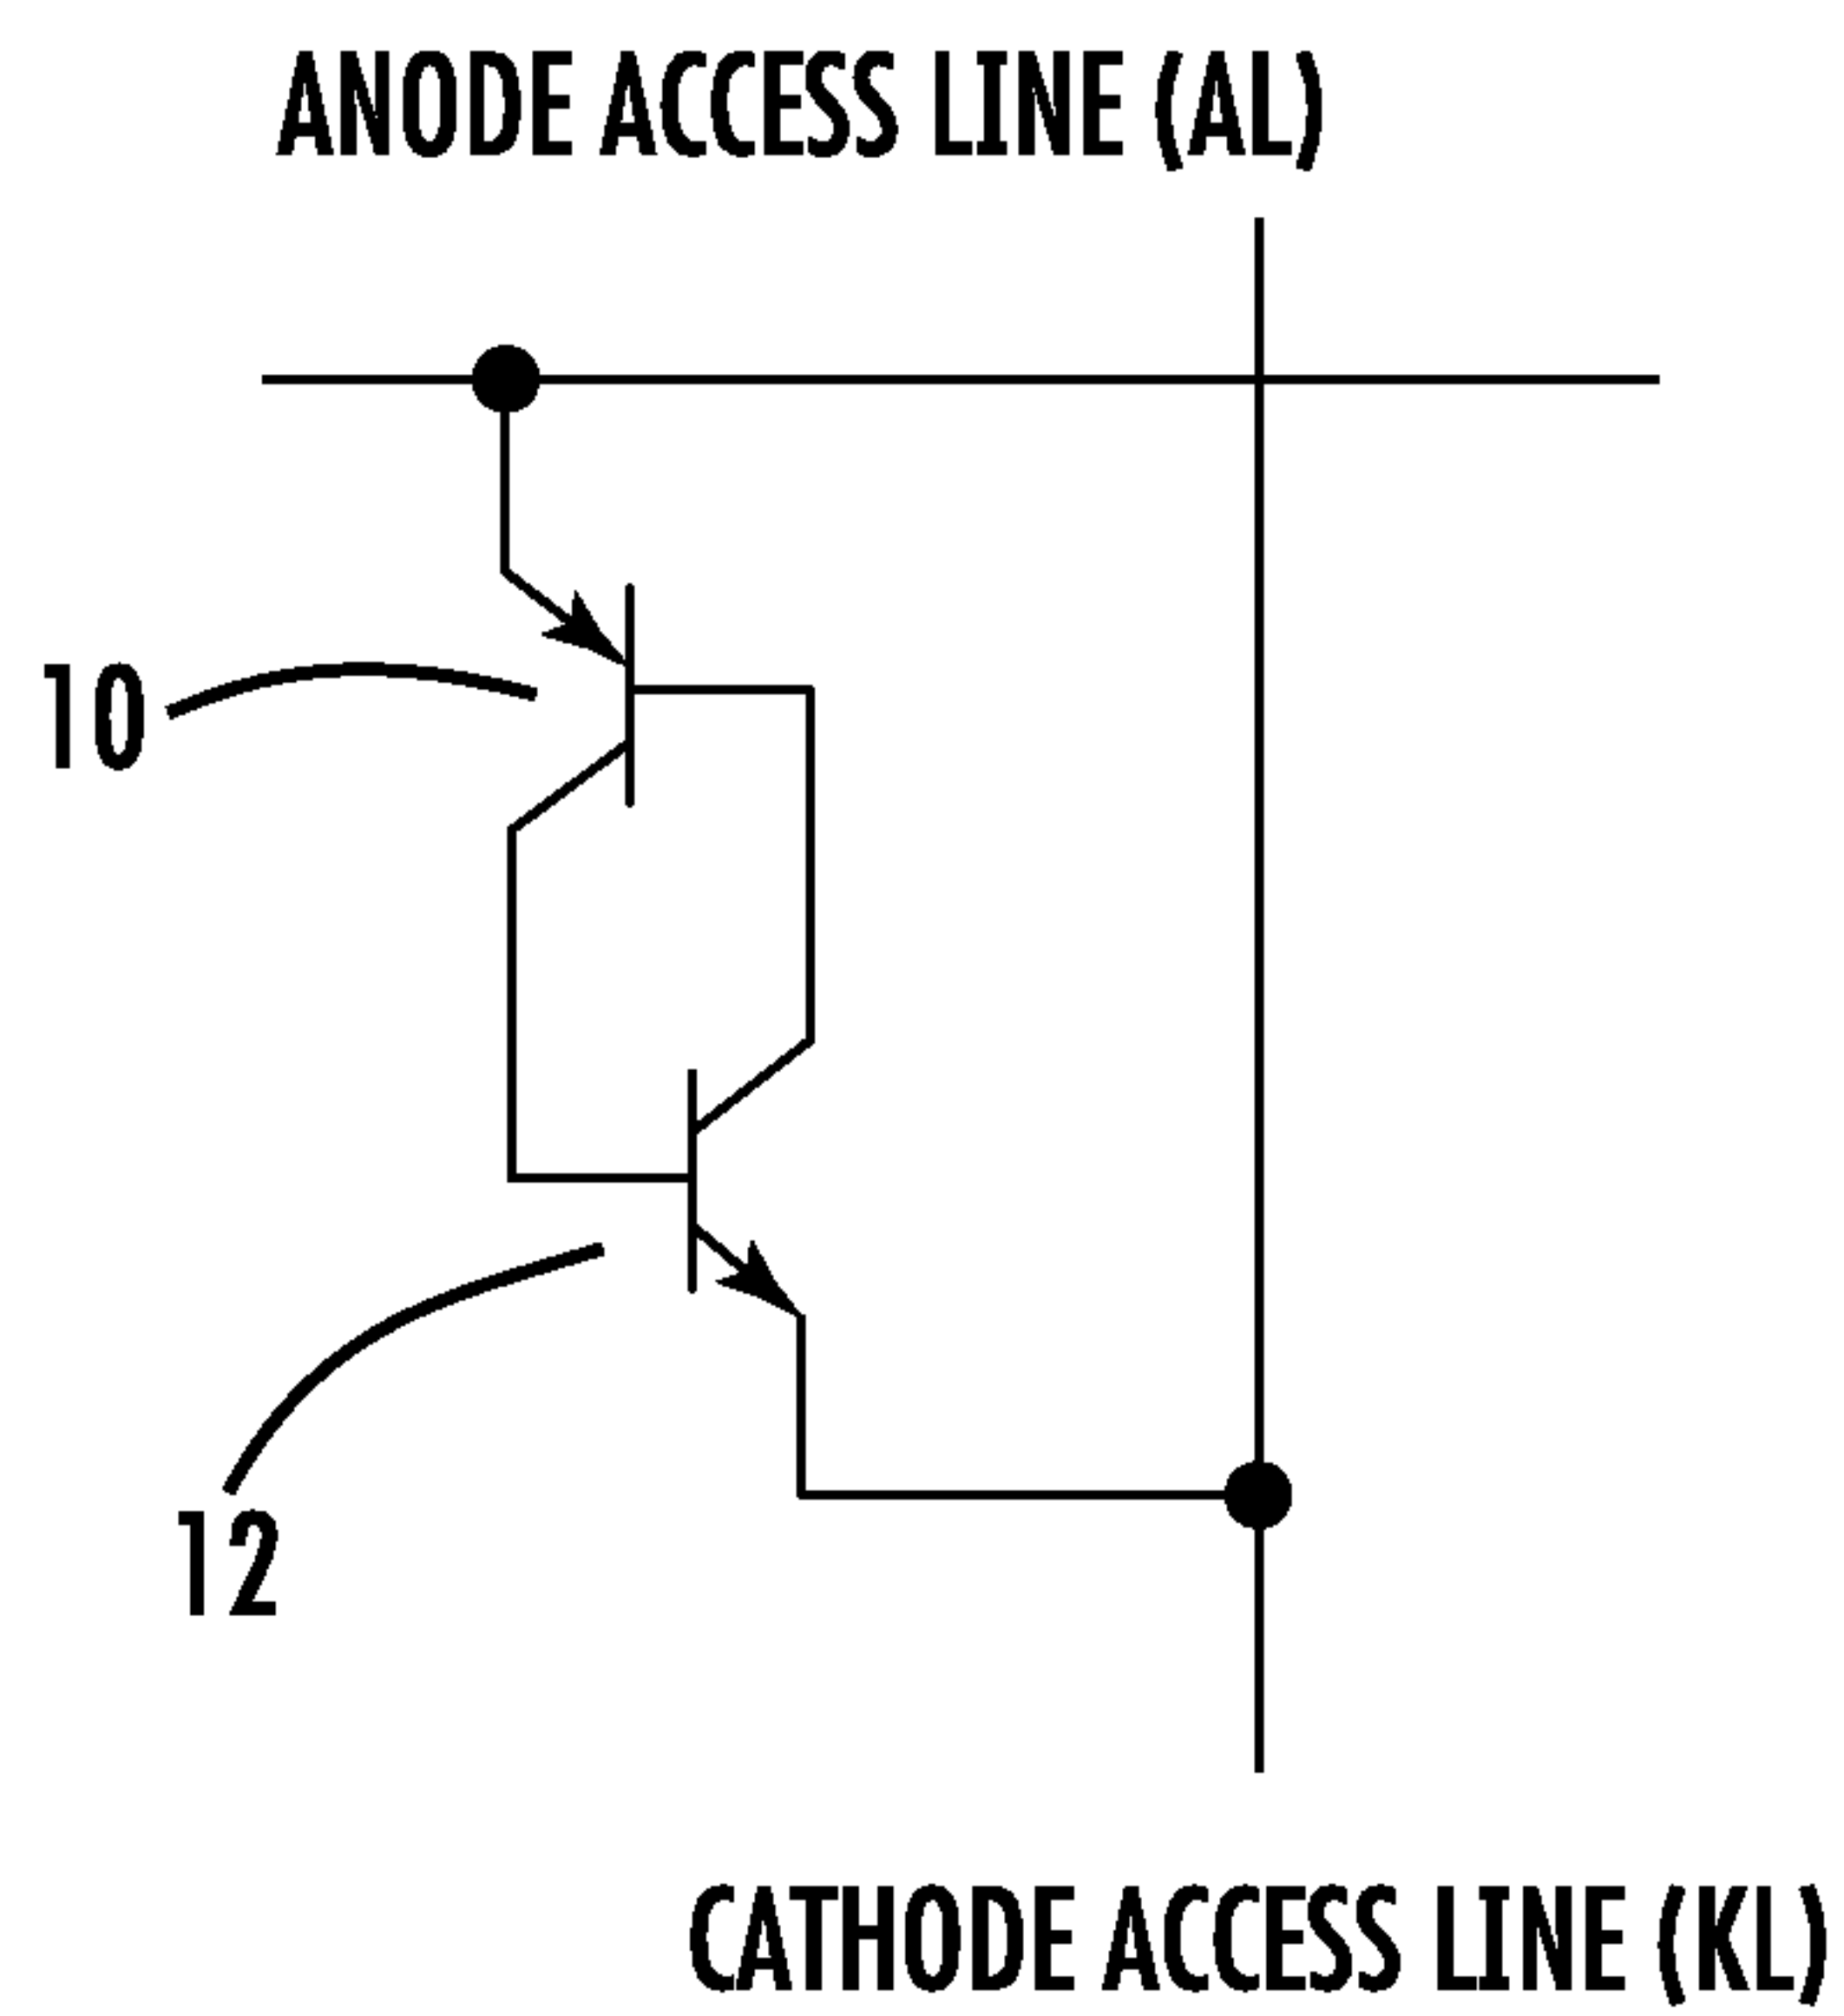 ANODE ACCESS LINE (AL)
10
12
CATHODE ACCESS LINE (KL)